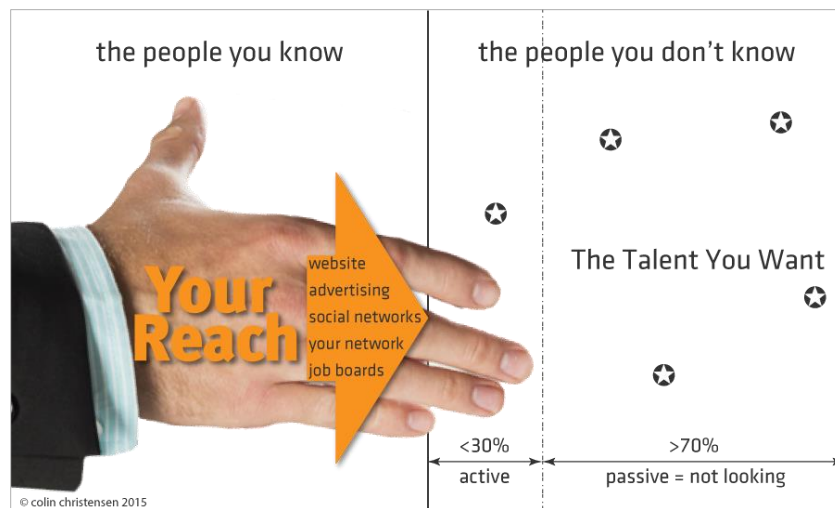 the people you know
the people you don't know
Your
Reach
website
advertising
social networks
your network
job boards
The Talent You Want
<30%
active
>70%
passive = not looking
© colin christensen 2015